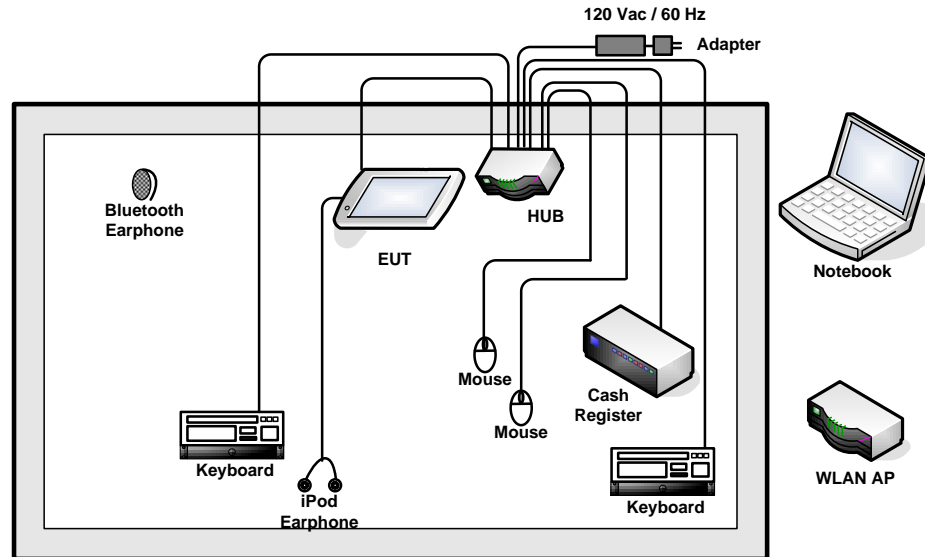 120 Vac / 60 Hz
Adapter
Bluetooth
Earphone
EUT
HUB
Notebook
Mouse
Mouse
Cash
Register
Keyboard
iPod
Earphone
Keyboard
WLAN AP